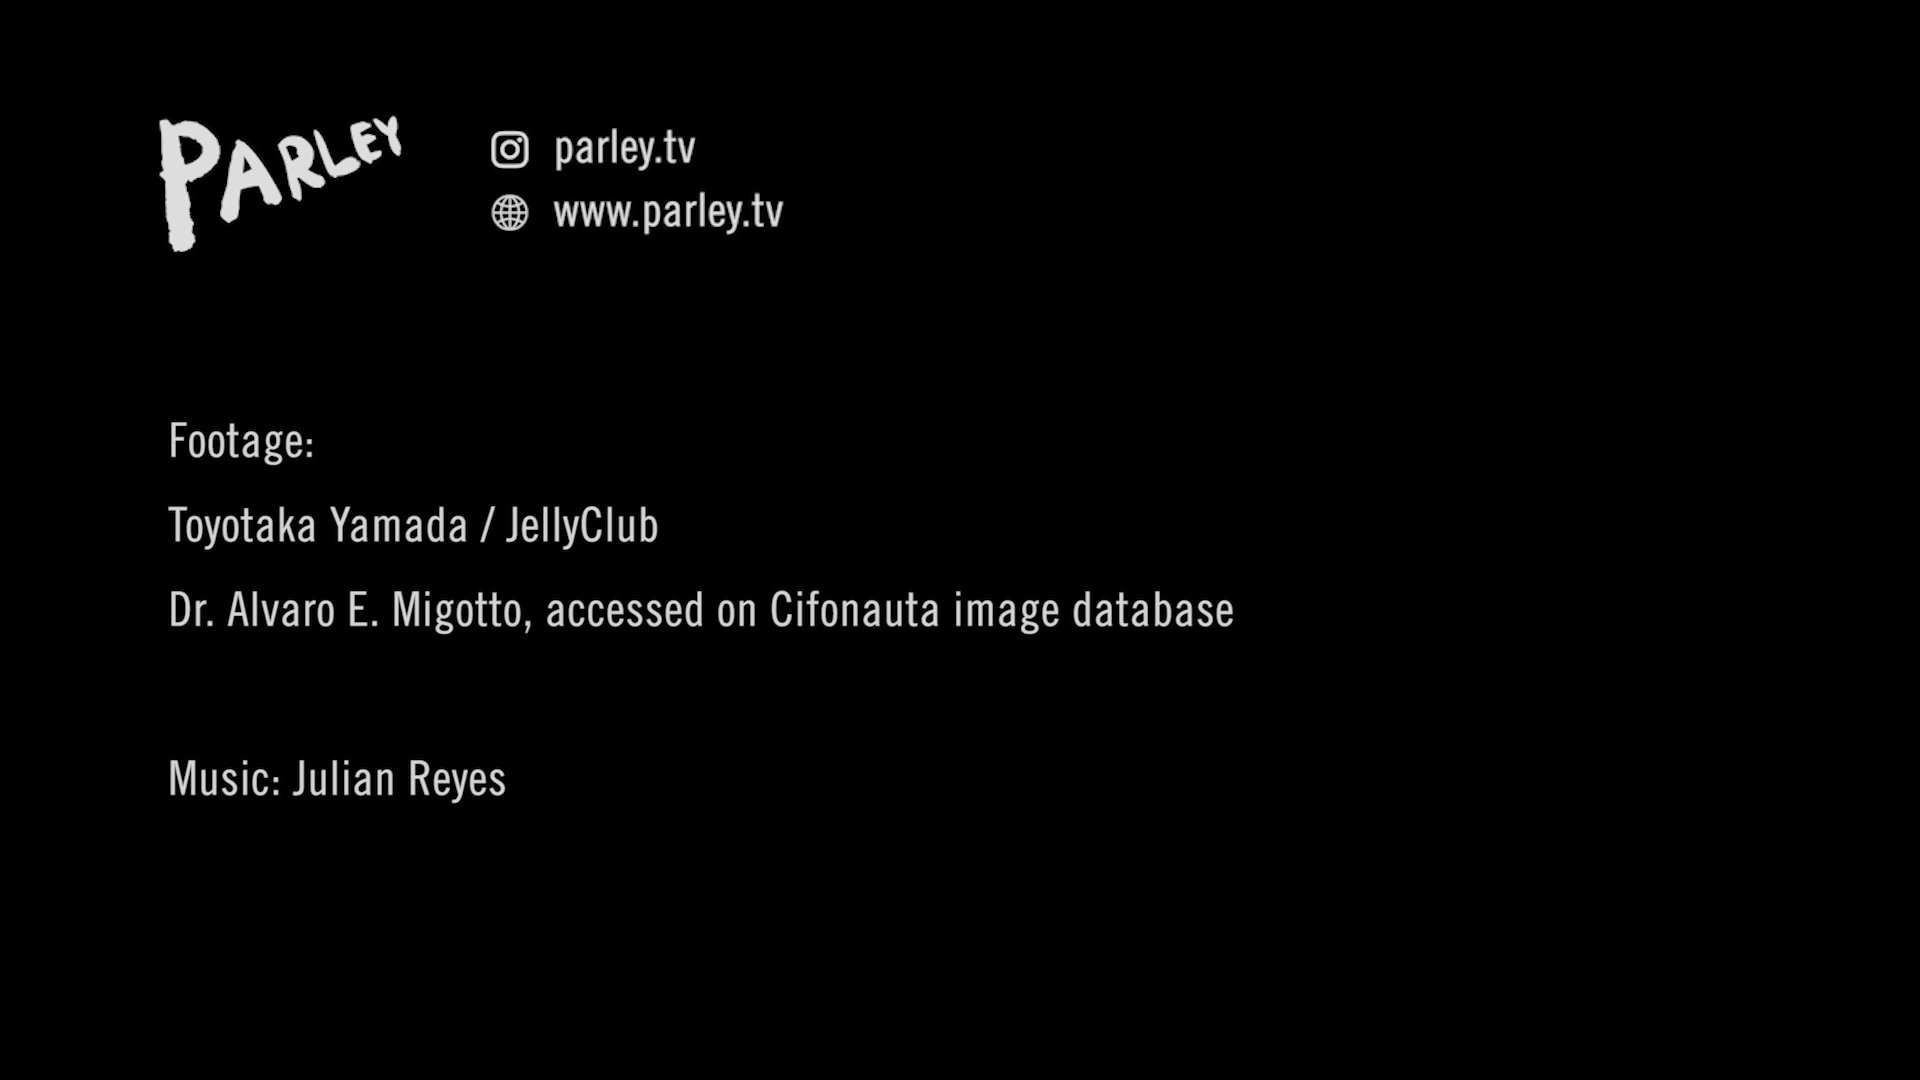 PARLEY
parley.tv
www.parley.tv
Footage:
Toyotaka Yamada / JellyClub
Dr. Alvaro E. Migotto, accessed on Cifonauta image database
Music: Julian Reyes